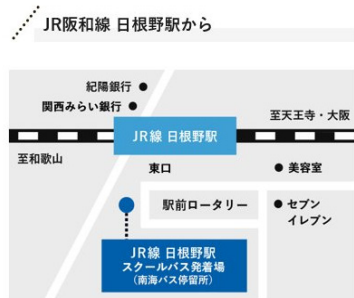 JR阪和線 日根野駅から
紀陽銀行
関西みらい銀行
至天王寺・大阪
JR線 日根野駅
至和歌山
東口
美容室
駅前ロータリー
セブン
イレブン
JR線 日根野駅
スクールバス発着場
(南海バス停留所)